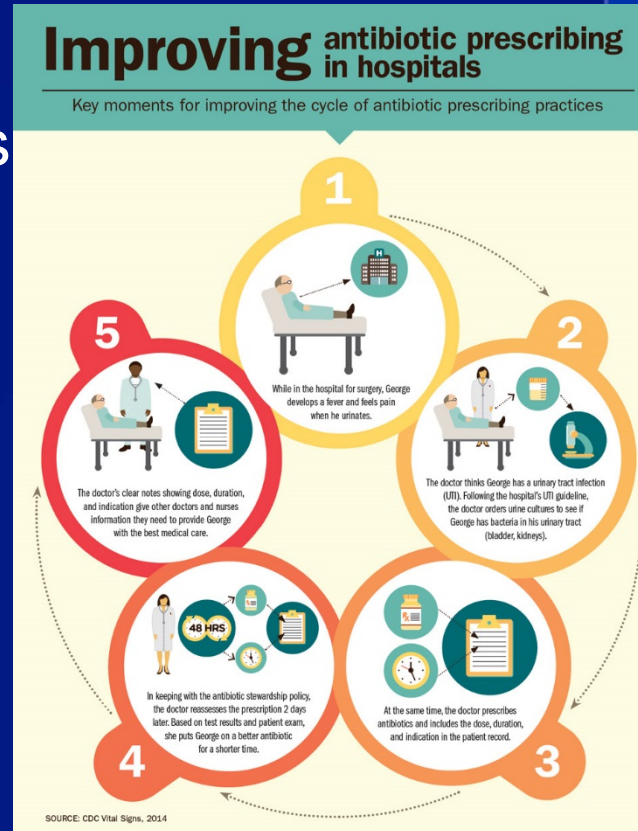 Improving antibiotic prescribing
in hospitals
Key moments for improving the cycle of antibiotic prescribing practices
s
1
H
While in the hospital for surgery, George
develops a fever and feels pain
when he urinates.
2
The doctor thinks George has a urinary tract infection
(UTI). Following the hospital's UTI guideline,
the doctor orders urine cultures to see if
George has bacteria in his urinary tract
(bladder, kidneys).
3
At the same time, the doctor prescribes
antibiotics and includes the dose, duration,
and indication in the patient record.
4
48 HRS
In keeping with the antibiotic stewardship policy,
the doctor reassesses the prescription 2 days
later. Based on test results and patient exam,
she puts George on a better antibiotic
for a shorter time.
5
The doctor's clear notes showing dose, duration,
and indication give other doctors and nurses
information they need to provide George
with the best medical care.
SOURCE: CDC Vital Signs, 2014